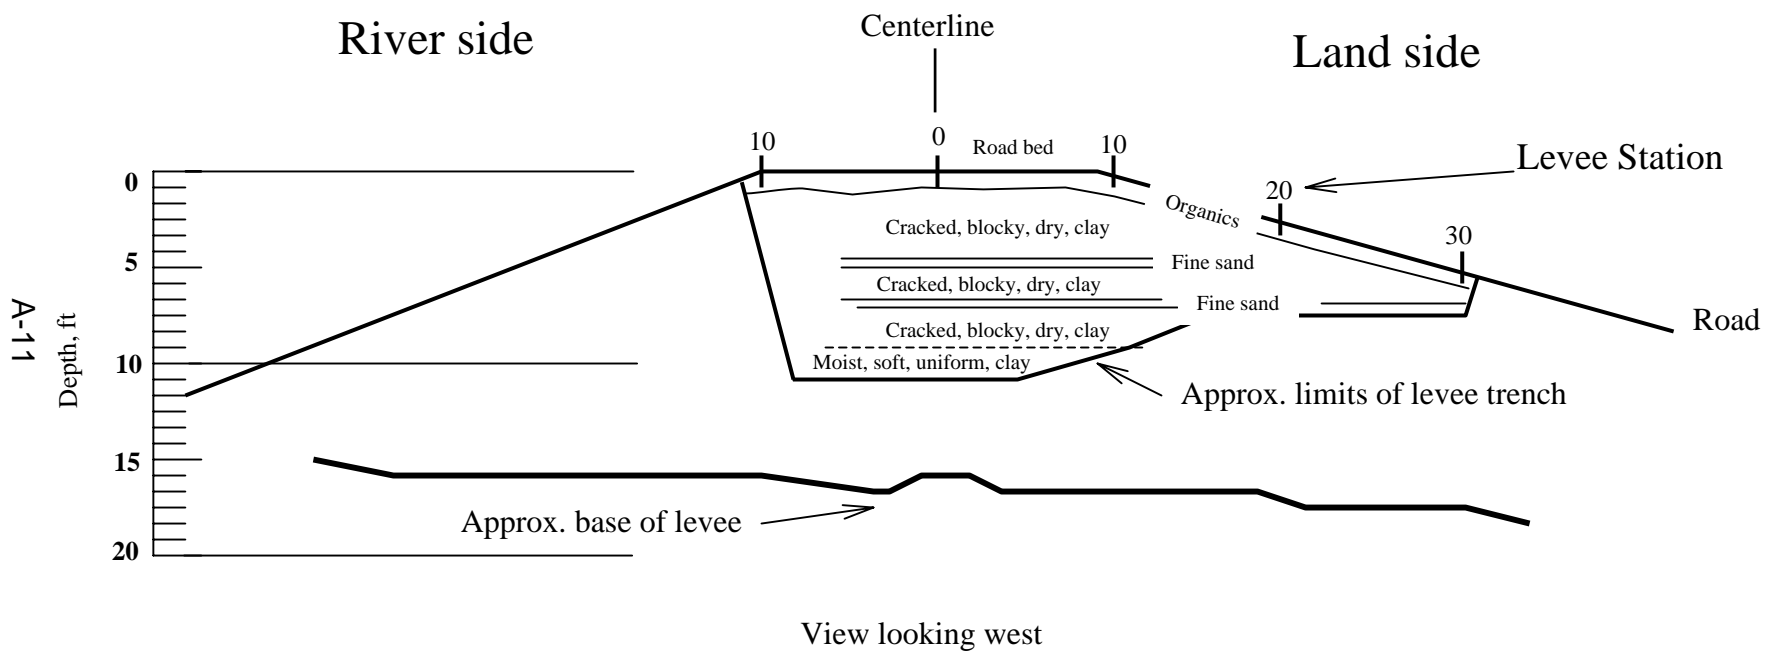 River side
Centerline
Land side
10
0
Road bed
10
Levee Station
20
Organics
30
0
5
10
15
20
Depth, ft
A-11
Cracked, blocky, dry, clay
Fine sand
Cracked, blocky, dry, clay
Fine sand
Cracked, blocky, dry, clay
Moist, soft, uniform, clay
Road
Approx. limits of levee trench
Approx. base of levee
View looking west